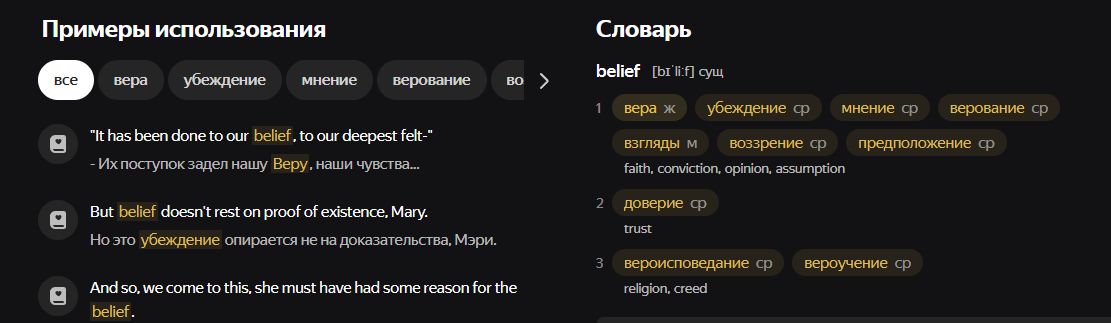 Примеры использования
все вера убеждение мнение верование во
"It has been done to our belief, to our deepest felt-"
- Их поступок задел нашу Веру, наши чувства...
But belief doesn't rest on proof of existence, Mary.
Но это убеждение опирается не на доказательства, Мэри.
And so, we come to this, she must have had some reason for the
belief.
Словарь
belief [bɪˈliːf] сущ
1 вера ж убеждение ср мнение ср верование ср
взгляды м воззрение ср предположение ср
faith, conviction, opinion, assumption
2 доверие ср
trust
3 вероисповедание ср вероучение ср
religion, creed